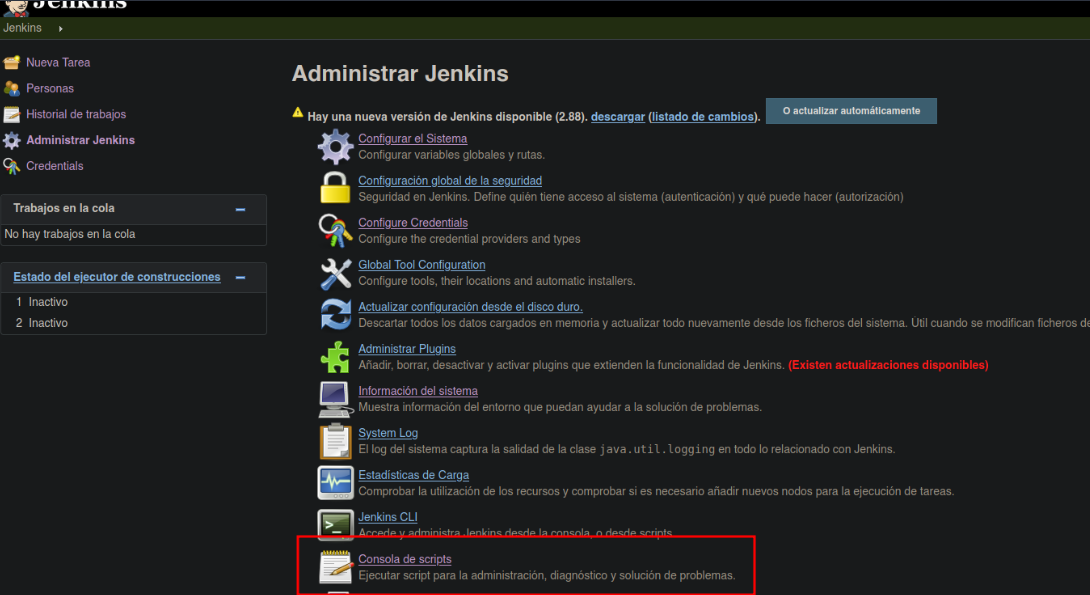 Jenkins
Jenkins
Nueva Tarea
Personas
Historial de trabajos
Administrar Jenkins
Credentials
Trabajos en la cola
No hay trabajos en la cola
Estado del ejecutor de construcciones
1 Inactivo
2 Inactivo
Administrar Jenkins
Hay una nueva versión de Jenkins disponible (2.88). descargar (listado de cambios).
O actualizar automáticamente
Configurar el Sistema
Configurar variables globales y rutas.
Configuración global de la seguridad
Seguridad en Jenkins. Define quién tiene acceso al sistema (autenticación) y qué puede hacer (autorización)
Configure Credentials
Configure the credential providers and types
Global Tool Configuration
Configure tools, their locations and automatic installers.
Actualizar configuración desde el disco duro.
Descartar todos los datos cargados en memoria y actualizar todo nuevamente desde los ficheros del sistema. Útil cuando se modifican ficheros de
Administrar Plugins
Añadir, borrar, desactivar y activar plugins que extienden la funcionalidad de Jenkins. (Existen actualizaciones disponibles)
Información del sistema
Muestra información del entorno que puedan ayudar a la solución de problemas.
System Log
El log del sistema captura la salida de la clase java.util.logging en todo lo relacionado con Jenkins.
Estadísticas de Carga
Comprobar la utilización de los recursos y comprobar si es necesario añadir nuevos nodos para la ejecución de tareas.
Jenkins CLI
Accede y administra Jenkins desde la consola, o desde scripts
Consola de scripts
Ejecutar script para la administración, diagnóstico y solución de problemas.